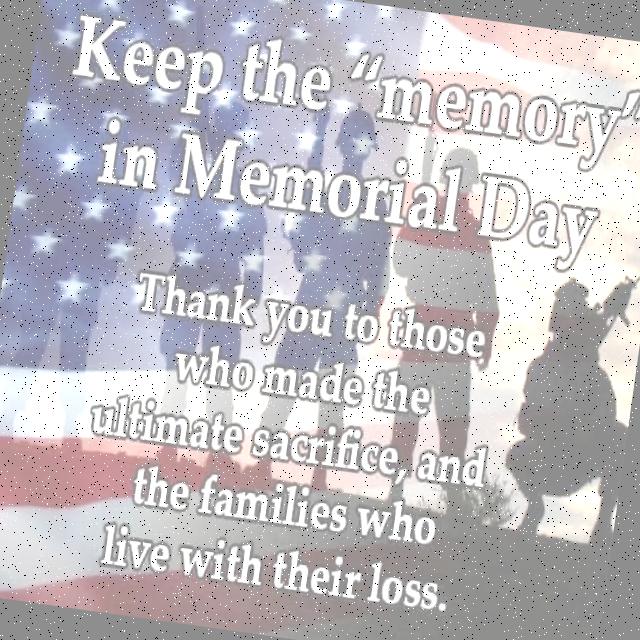 Keep the “memory”
in Memorial Day
Thank you to those
who made the
ultimate sacrifice, and
the families who
live with their loss.